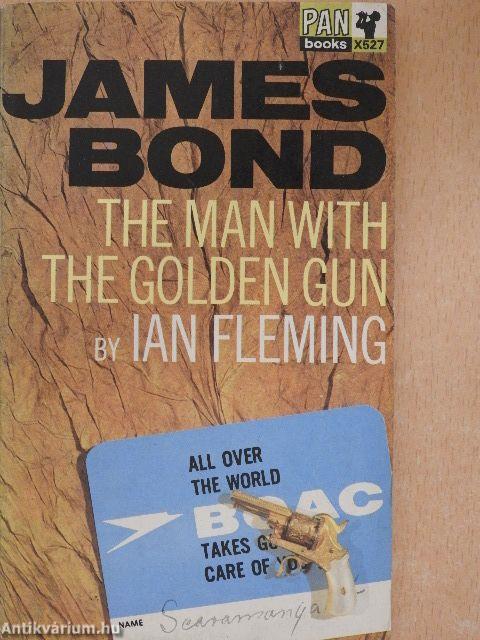 PAN
books X527
JAMES
BOND
THE MAN WITH
THE GOLDEN GUN
BY IAN FLEMING
ALL OVER
THE WORLD
BOAC
TAKES
CARE OF
NAME Scaramanga
Antikvárium.hu